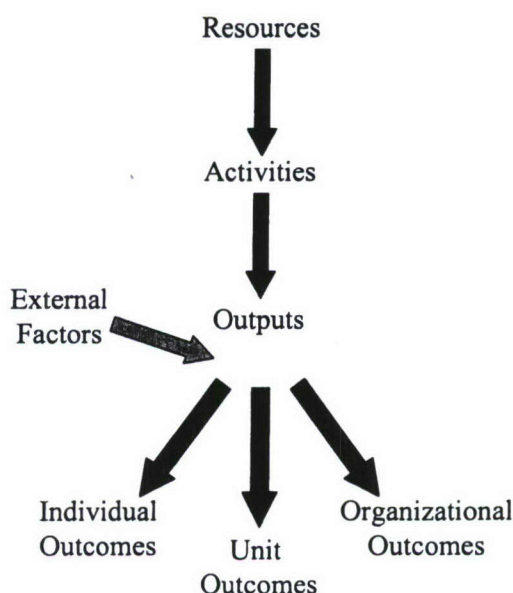 Resources
Activities
External
Factors
Outputs
Individual
Outcomes
Unit
Outcomes
Organizational
Outcomes